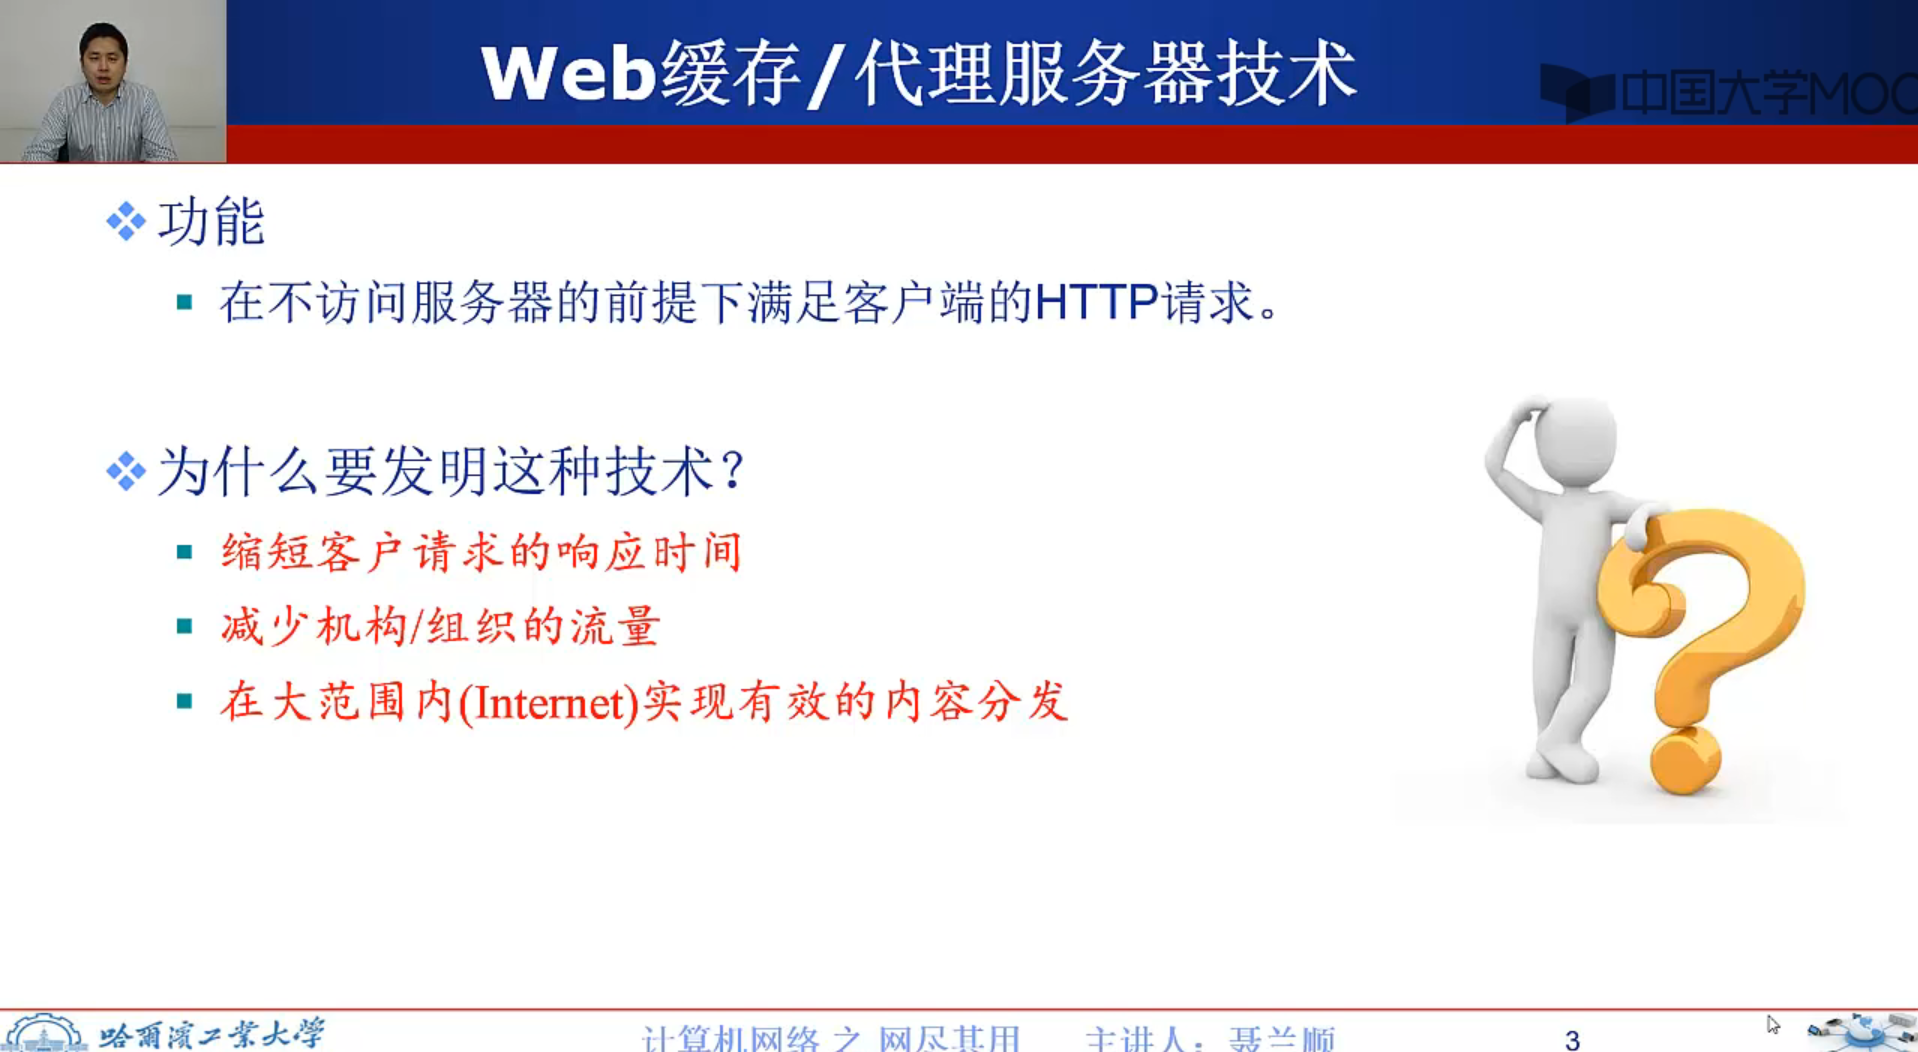 Web缓存/代理服务器技术
中国大学MOOC
功能
在不访问服务器的前提下满足客户端的HTTP请求。
为什么要发明这种技术？
缩短客户请求的响应时间
减少机构/组织的流量
在大范围内(Internet)实现有效的内容分发
哈爾濱工業大學
计算机网络 之 网尽其用 主讲人：聂兰顺
3